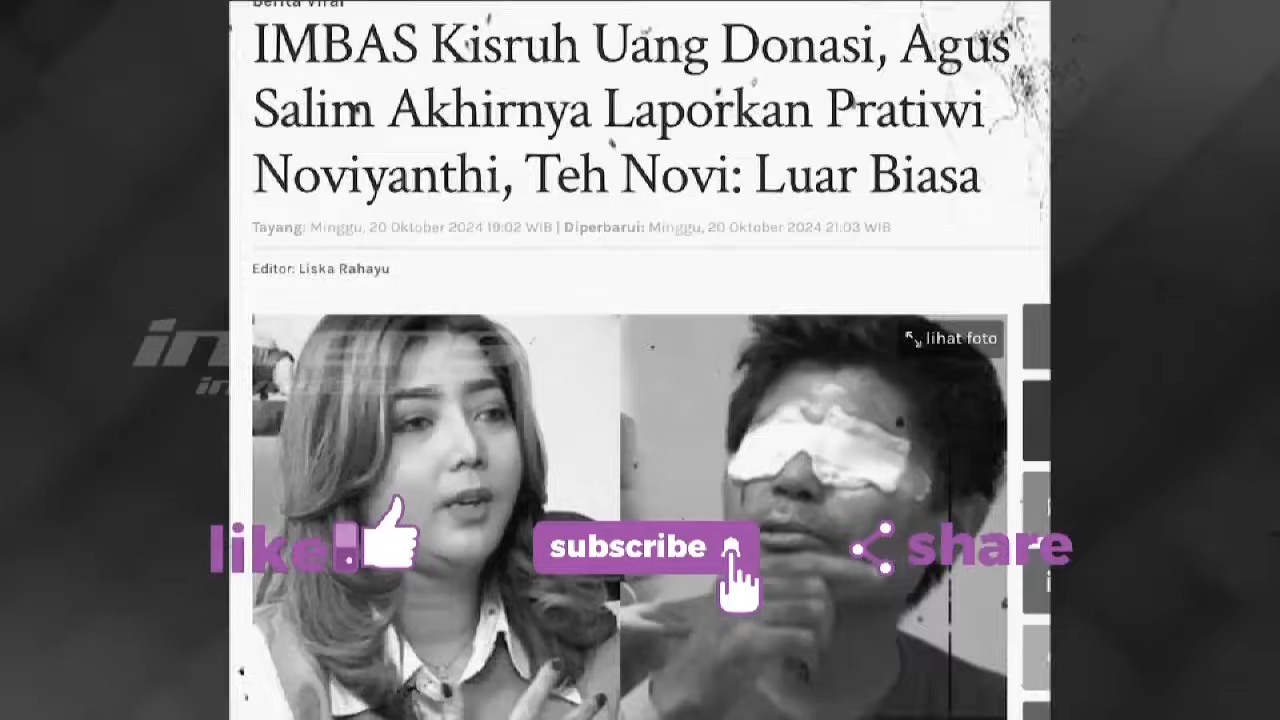 Berita Viral
IMBAS Kisruh Uang Donasi, Agus
Salim Akhirnya Laporkan Pratiwi
Noviyanthi, Teh Novi: Luar Biasa
Tayang: Minggu, 20 Oktober 2024 19:02 WIB | Diperbarui: Minggu, 20 Oktober 2024 21:03 WIB
Editor: Liska Rahayu
lihat foto
like
subscribe
share